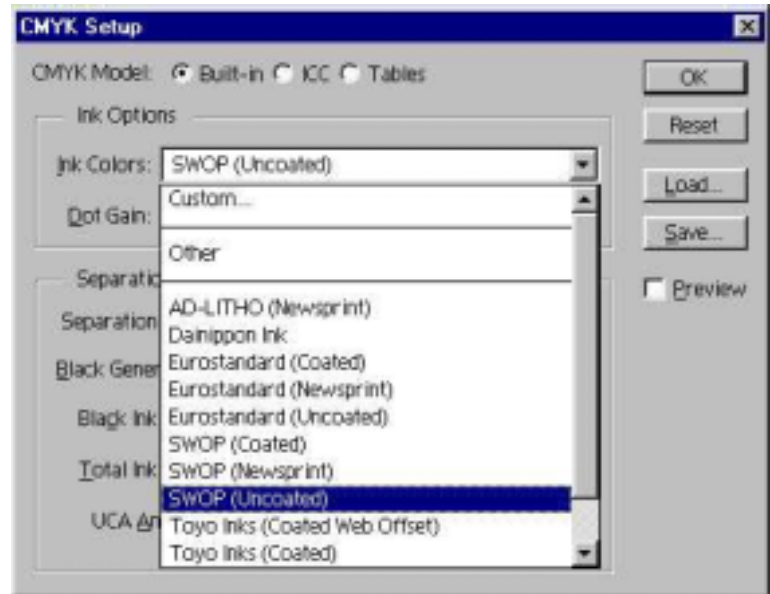 CMYK Setup
CMYK Model: Built-in ICC Tables
OK
Ink Options
Reset
Ink Colors: SWOP (Uncoated)
Load...
Custom...
Dot Gain:
Save...
Other
Separatio
Preview
AD-LITHO (Newsprint)
Separation
Dainippon Ink
Eurostandard (Coated)
Black Gener
Eurostandard (Newsprint)
Black Ink
Eurostandard (Uncoated)
SWOP (Coated)
Total Ink
SWOP (Newsprint)
SWOP (Uncoated)
UCA Am
Toyo Inks (Coated Web Offset)
Toyo Inks (Coated)